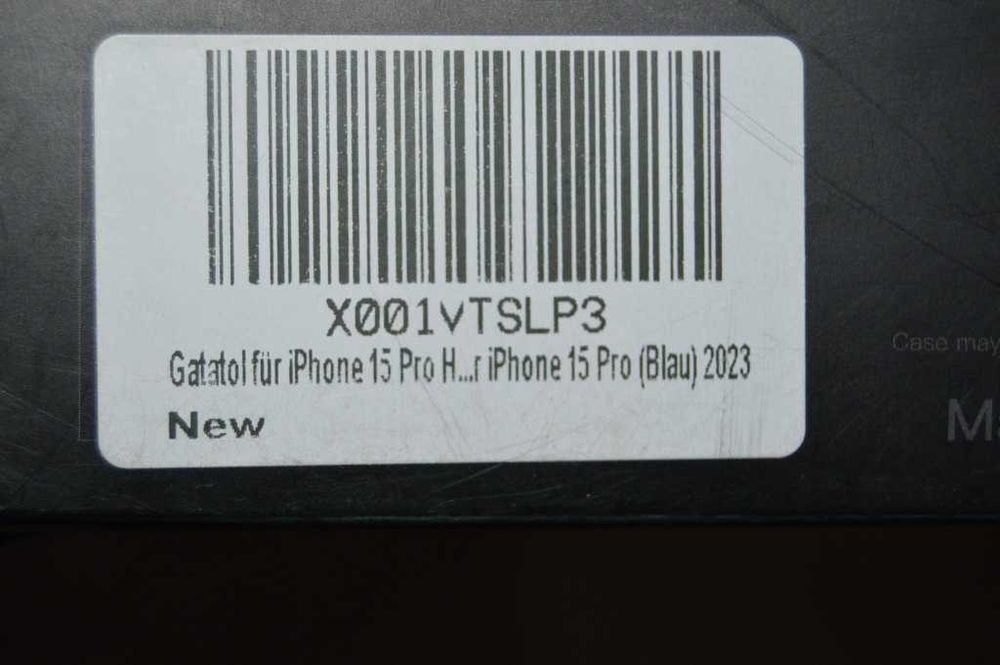 X001vTSLP3
Gatatol für iPhone 15 Pro H...r iPhone 15 Pro (Blau) 2023
New
Case may
M